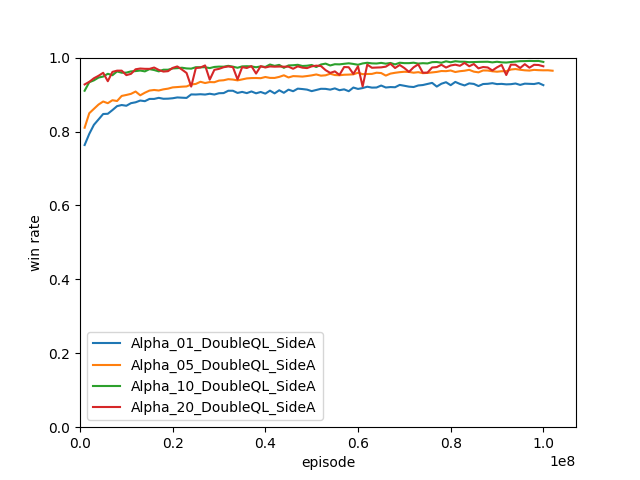 1.0
0.8
0.6
0.4
0.2
0.0
win rate
Alpha_01_DoubleQL_SideA
Alpha_05_DoubleQL_SideA
Alpha_10_DoubleQL_SideA
Alpha_20_DoubleQL_SideA
0.0 0.2 0.4 0.6 0.8 1.0
episode
1e8